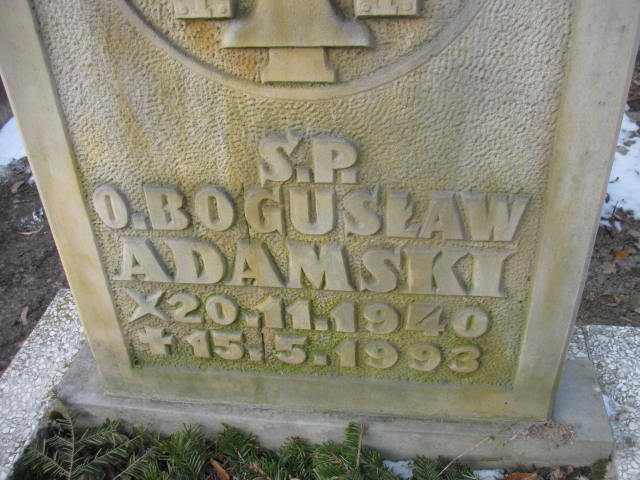 Ś.P.
O. BOGUSŁAW
ADAMSKI
× 20.11.1940
✝ 15.5.1993